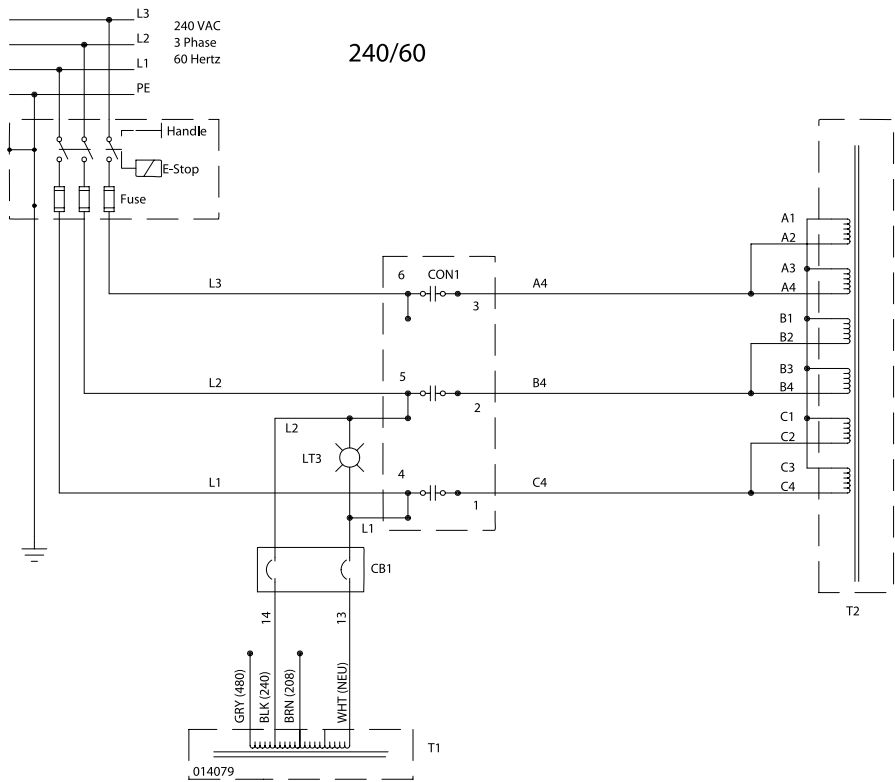 L3
L2
L1
PE
240 VAC
3 Phase
60 Hertz
240/60
Handle
E-Stop
Fuse
L3
6
CON1
3
A4
A1
A2
A3
A4
B1
B2
B3
B4
C1
C2
C3
C4
L2
5
2
B4
L2
LT3
L1
4
1
C4
L1
CB1
14
13
T2
GRY (480)
BLK (240)
BRN (208)
WHT (NEU)
T1
014079